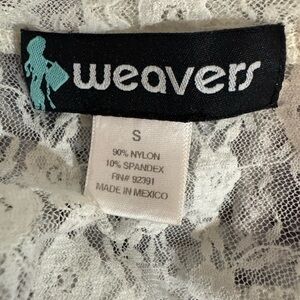 weavers
S
90% NYLON
10% SPANDEX
RN# 92391
MADE IN MEXICO